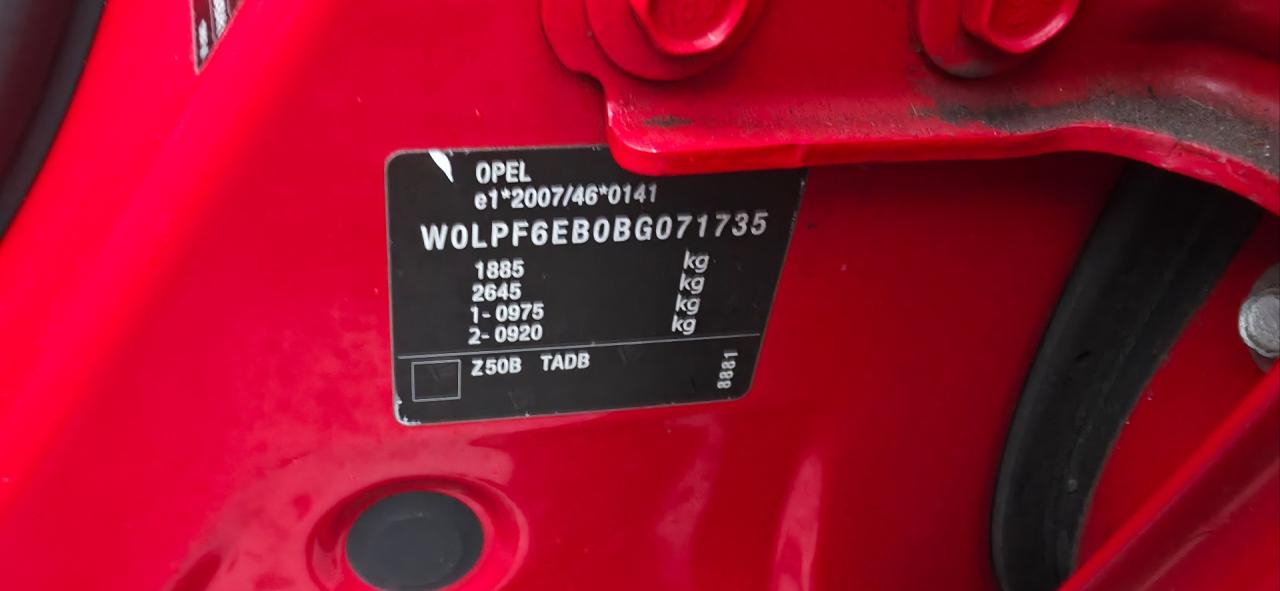 OPEL
e1*2007/46*0141
W0LPF6EB0BG071735
1885 kg
2645 kg
1- 0975 kg
2- 0920 kg
Z50B TADB
8881